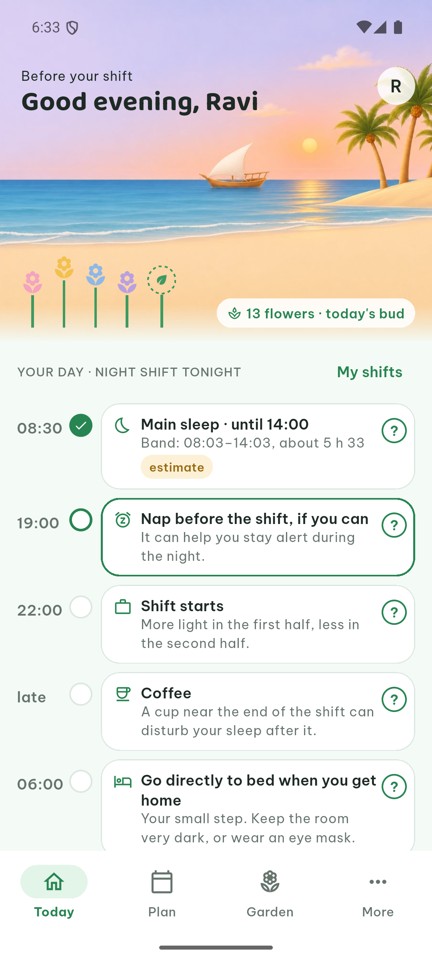 6:33
Before your shift
Good evening, Ravi
R
13 flowers · today's bud
YOUR DAY · NIGHT SHIFT TONIGHT
My shifts
08:30
Main sleep · until 14:00
Band: 08:03–14:03, about 5 h 33
estimate
?
19:00
Nap before the shift, if you can
It can help you stay alert during
the night.
?
22:00
Shift starts
More light in the first half, less in
the second half.
?
late
Coffee
A cup near the end of the shift can
disturb your sleep after it.
?
06:00
Go directly to bed when you get
home
Your small step. Keep the room
very dark, or wear an eye mask.
?
Today
Plan
Garden
More